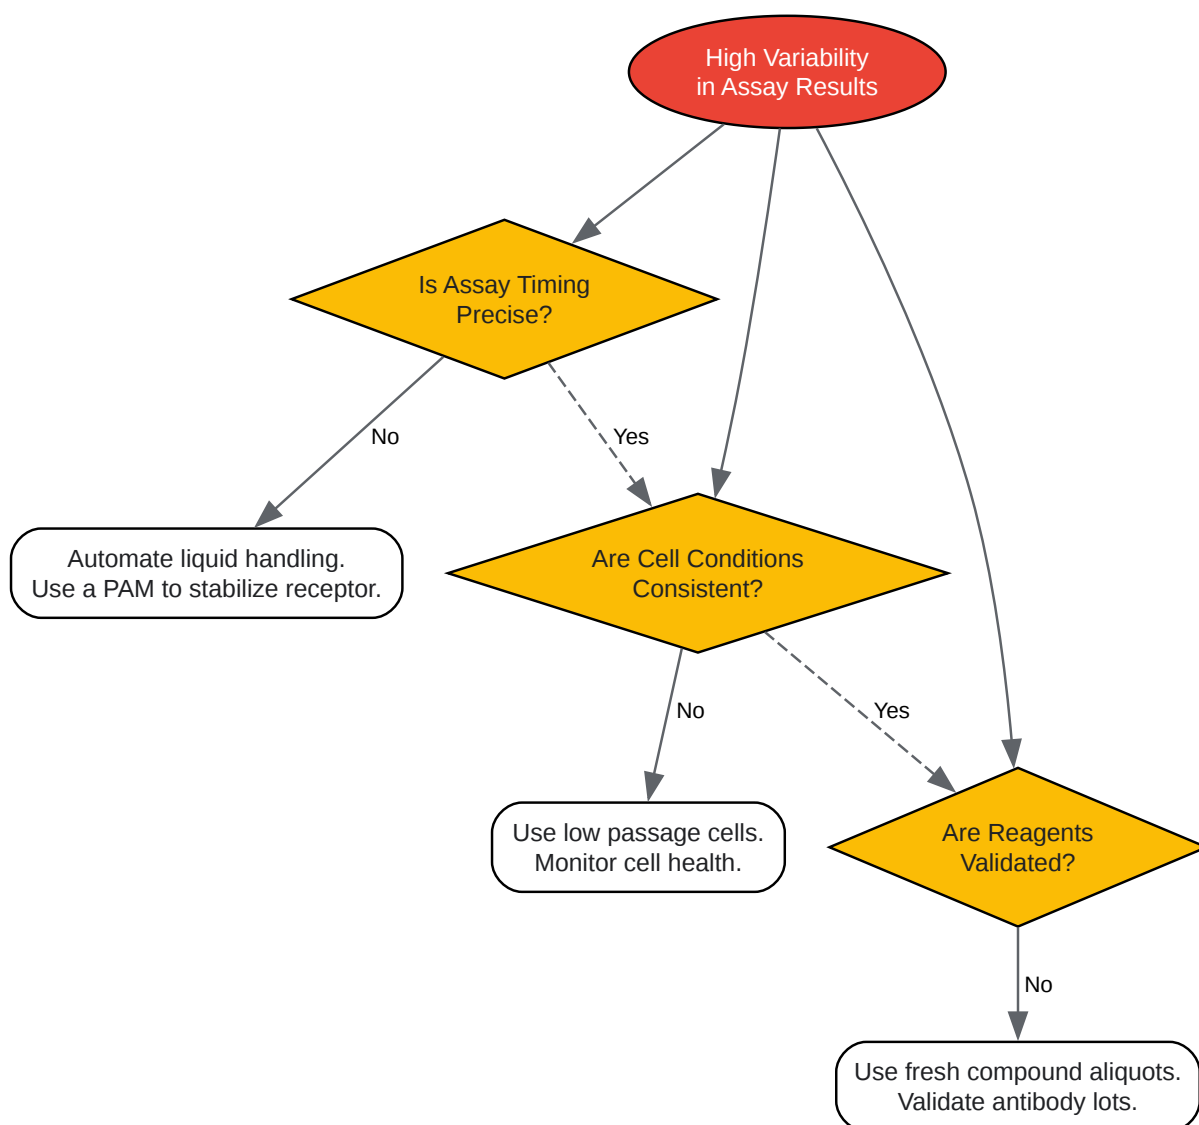 High Variability
in Assay Results
Is Assay Timing
Precise?
No
Yes
Automate liquid handling.
Use a PAM to stabilize receptor.
Are Cell Conditions
Consistent?
No
Yes
Use low passage cells.
Monitor cell health.
Are Reagents
Validated?
No
Use fresh compound aliquots.
Validate antibody lots.